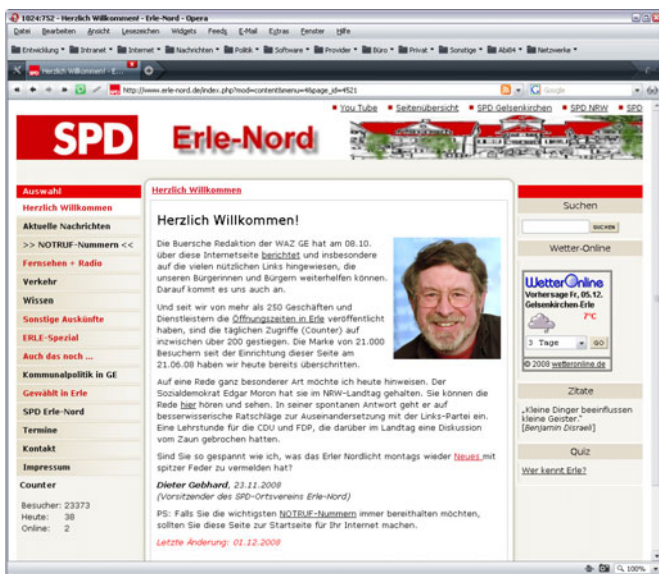 1024:752 - Herzlich Willkommen! - Erle-Nord - Opera
Datei Bearbeiten Ansicht Lesezeichen Widgets Feeds E-Mail Extras Fenster Hilfe
Entwicklung Intranet Internet Nachrichten Politik Software Provider Büro Privat Sonstige Abi04 Netzwerke
Herzlich Willkommen! - E...
http://www.erle-nord.de/index.php?mod=content&menu=4&page_id=4521 Google
You Tube Seitenübersicht SPD Gelsenkirchen SPD NRW SPD
SPD Erle-Nord
Auswahl
Herzlich Willkommen
Aktuelle Nachrichten
>> NOTRUF-Nummern <<
Fernsehen + Radio
Verkehr
Wissen
Sonstige Auskünfte
ERLE-Spezial
Auch das noch ...
Kommunalpolitik in GE
Gewählt in Erle
SPD Erle-Nord
Termine
Kontakt
Impressum
Counter
Besucher: 23373
Heute: 38
Online: 2
Herzlich Willkommen
Herzlich Willkommen!
Die Buersche Redaktion der WAZ GE hat am 08.10.
über diese Internetseite berichtet und insbesondere
auf die vielen nützlichen Links hingewiesen, die
unseren Bürgerinnen und Bürgern weiterhelfen können.
Darauf kommt es uns auch an.
Und seit wir von mehr als 250 Geschäften und
Dienstleistern die Öffnungszeiten in Erle veröffentlicht
haben, sind die täglichen Zugriffe (Counter) auf
inzwischen über 200 gestiegen. Die Marke von 21.000
Besuchern seit der Einrichtung dieser Seite am
21.06.08 haben wir heute bereits überschritten.
Auf eine Rede ganz besonderer Art möchte ich heute hinweisen. Der
Sozialdemokrat Edgar Moron hat sie im NRW-Landtag gehalten. Sie können die
Rede hier hören und sehen. In seiner spontanen Antwort geht er auf
besserwisserische Ratschläge zur Auseinandersetzung mit der Links-Partei ein.
Eine Lehrstunde für die CDU und FDP, die darüber im Landtag eine Diskussion
vom Zaun gebrochen hatten.
Sind Sie so gespannt wie ich, was das Erler Nordlicht montags wieder Neues mit
spitzer Feder zu vermelden hat?
Dieter Gebhard, 23.11.2008
(Vorsitzender des SPD-Ortsvereins Erle-Nord)
PS: Falls Sie die wichtigsten NOTRUF-Nummern immer bereithalten möchten,
sollten Sie diese Seite zur Startseite für Ihr Internet machen.
Letzte Änderung: 01.12.2008
Suchen
SUCHEN
Wetter-Online
WetterOnline
Vorhersage Fr, 05.12.
Gelsenkirchen-Erle
7°C
3 Tage GO
© 2008 wetteronline.de
Zitate
„Kleine Dinge beeinflussen
kleine Geister."
[Benjamin Disraeli]
Quiz
Wer kennt Erle?
100%